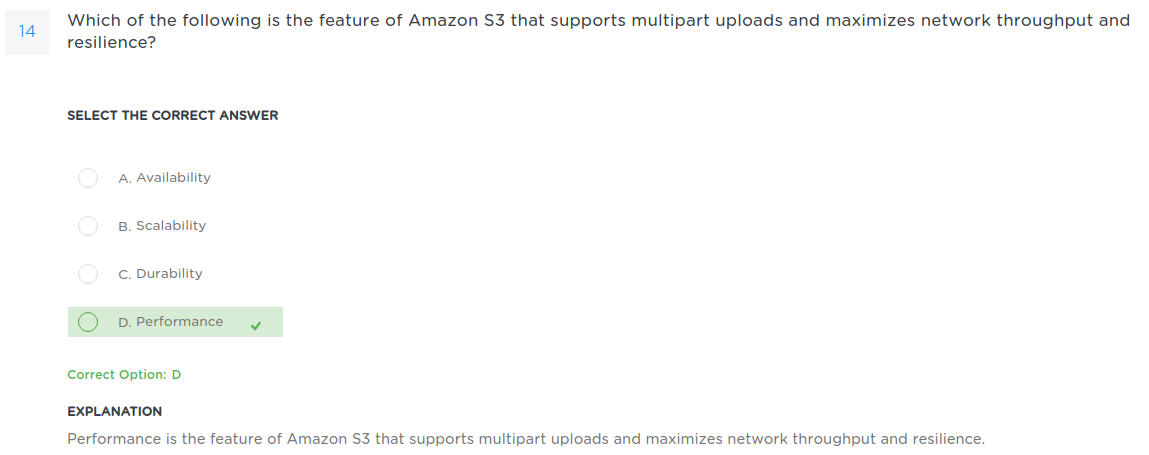 14
Which of the following is the feature of Amazon S3 that supports multipart uploads and maximizes network throughput and
resilience?
SELECT THE CORRECT ANSWER
A. Availability
B. Scalability
C. Durability
D. Performance
Correct Option: D
EXPLANATION
Performance is the feature of Amazon S3 that supports multipart uploads and maximizes network throughput and resilience.